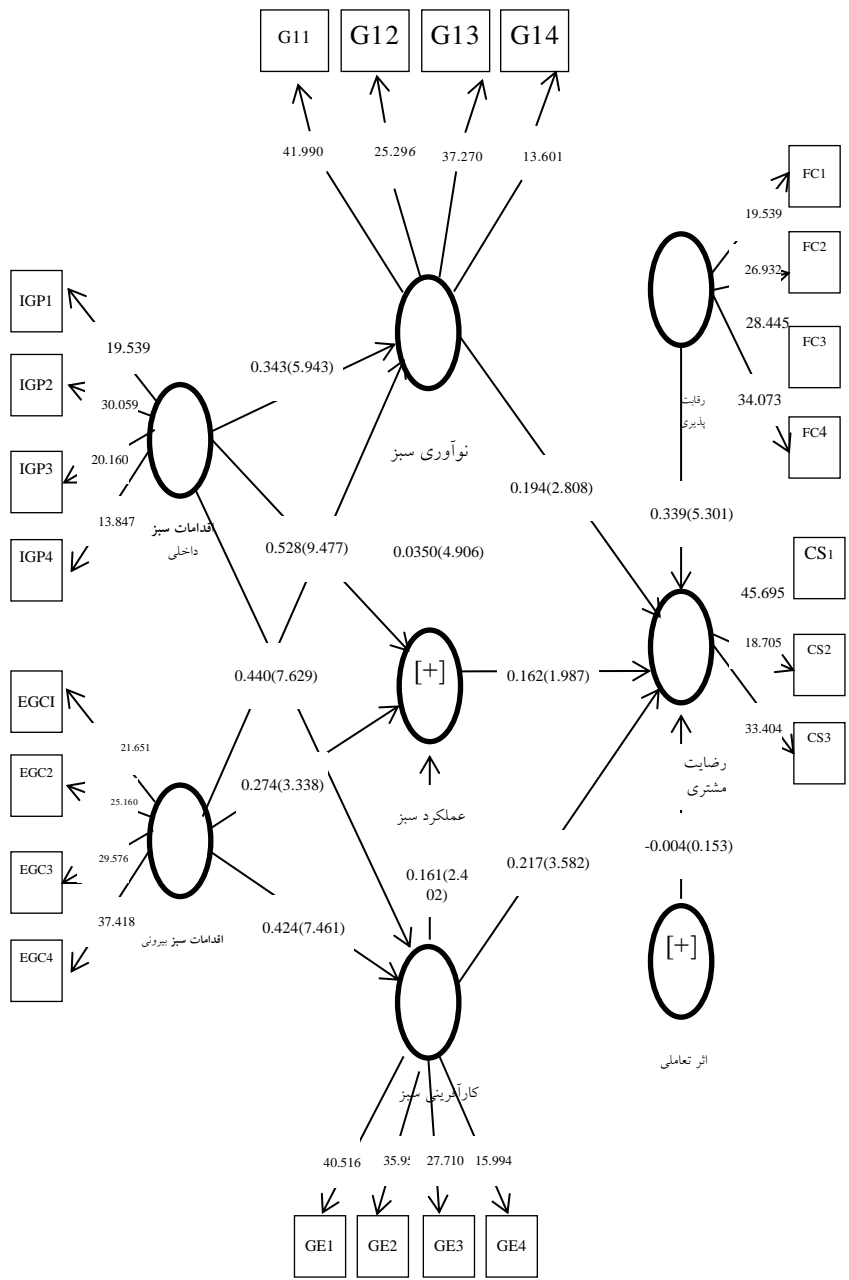 G11
G12
G13
G14
41.990
25.296
37.270
13.601
FC1
19.539
FC2
26.932
28.445
FC3
34.073
FC4
رقابت
پذیری
IGP1
19.539
IGP2
30.059
IGP3
20.160
13.847
IGP4
اقدامات سبز
داخلی
0.343(5.943)
نوآوری سبز
0.194(2.808)
0.339(5.301)
0.528(9.477)
0.0350(4.906)
CS1
45.695
18.705
CS2
33.404
CS3
0.440(7.629)
[+]
0.162(1.987)
رضایت
مشتری
EGCI
21.651
EGC2
25.160
EGC3
29.576
37.418
EGC4
اقدامات سبز بیرونی
0.274(3.338)
عملکرد سبز
0.161(2.4
02)
0.217(3.582)
-0.004(0.153)
0.424(7.461)
[+]
اثر تعاملی
کارآفرینی سبز
40.516
27.710
15.994
GE1
GE2
GE3
GE4